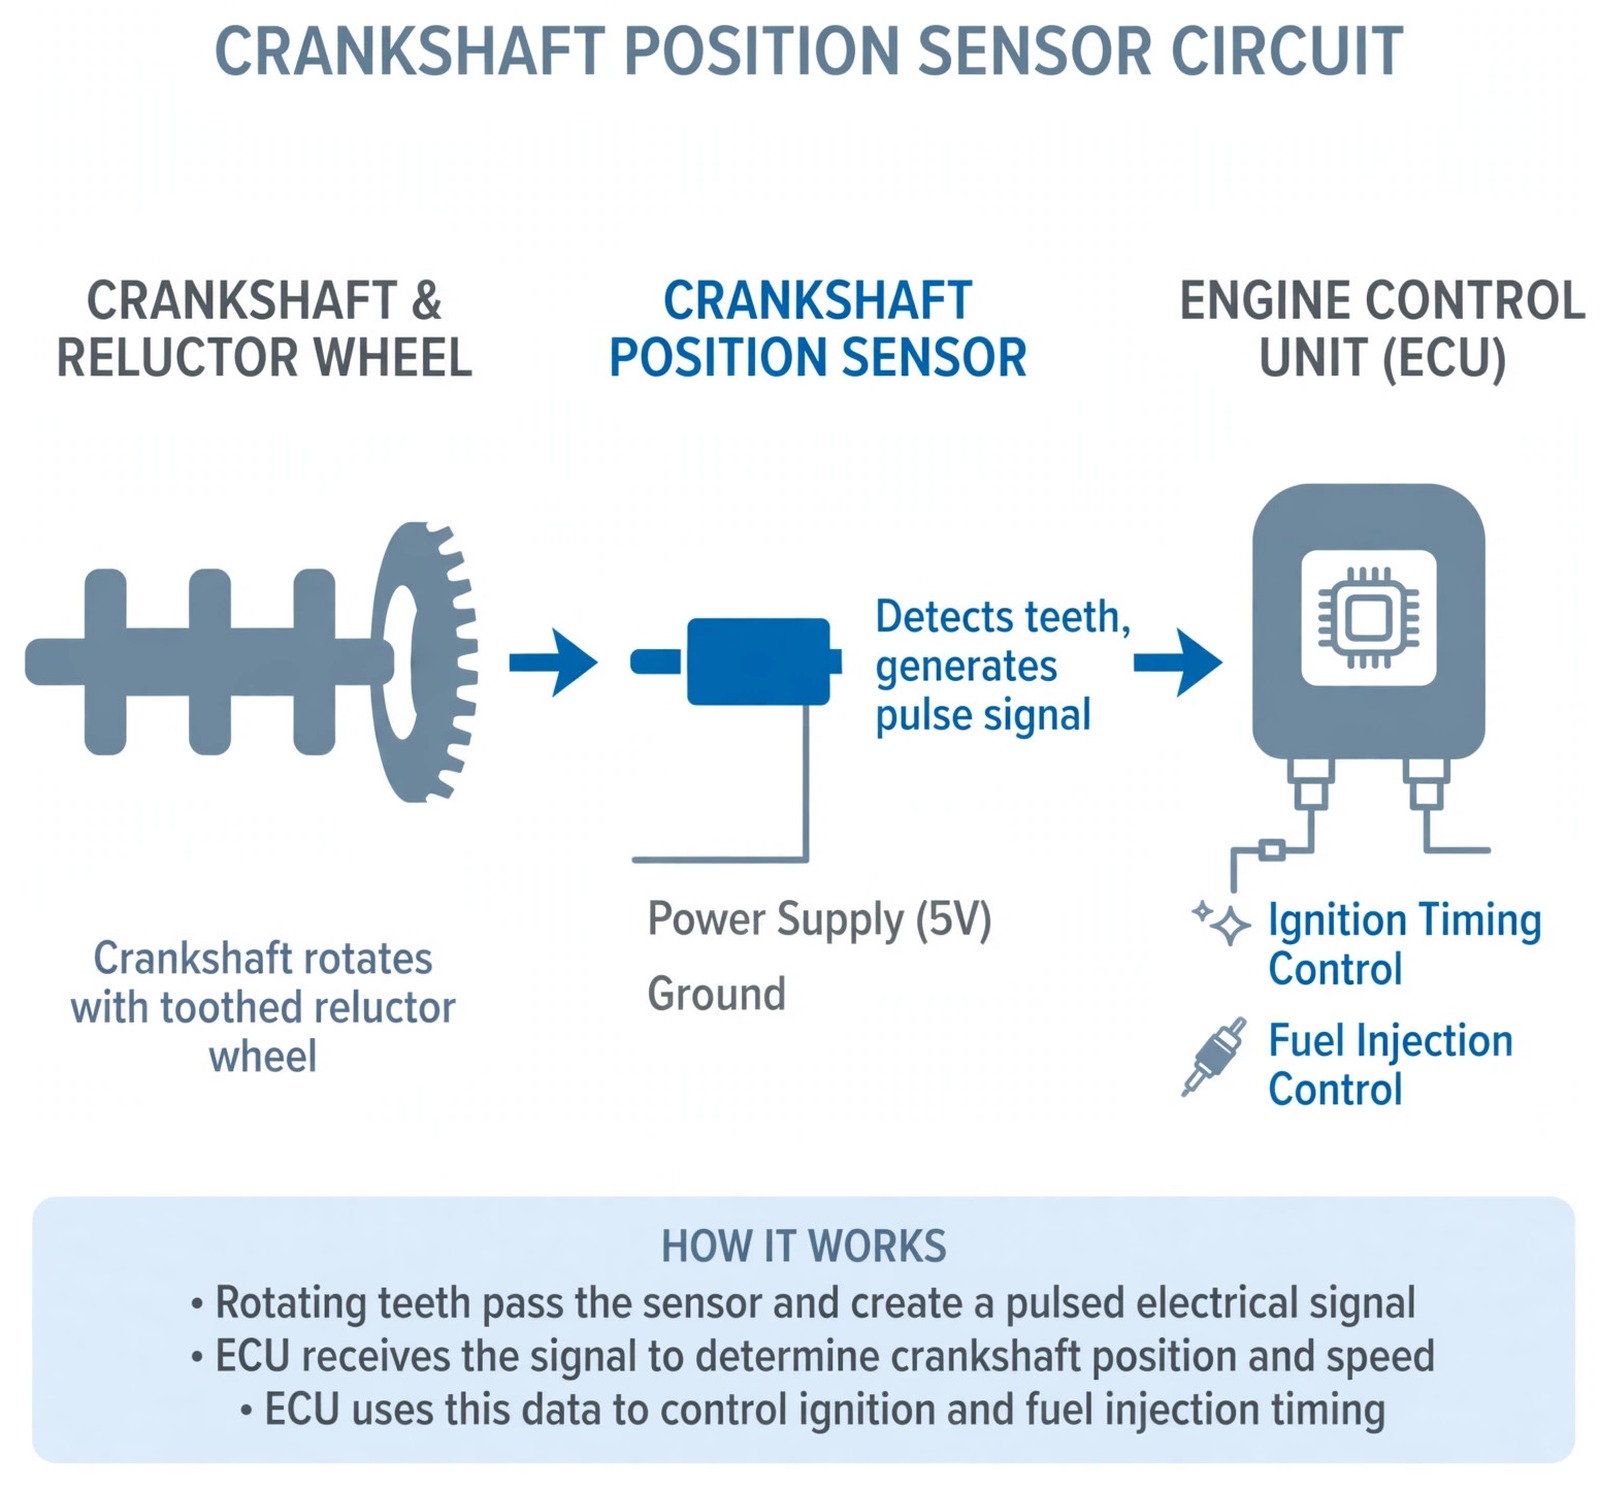 CRANKSHAFT POSITION SENSOR CIRCUIT
CRANKSHAFT &
RELUCTOR WHEEL
CRANKSHAFT
POSITION SENSOR
ENGINE CONTROL
UNIT (ECU)
Detects teeth,
generates
pulse signal
Power Supply (5V)
Ground
Crankshaft rotates
with toothed reluctor
wheel
Ignition Timing
Control
Fuel Injection
Control
HOW IT WORKS
• Rotating teeth pass the sensor and create a pulsed electrical signal
• ECU receives the signal to determine crankshaft position and speed
• ECU uses this data to control ignition and fuel injection timing